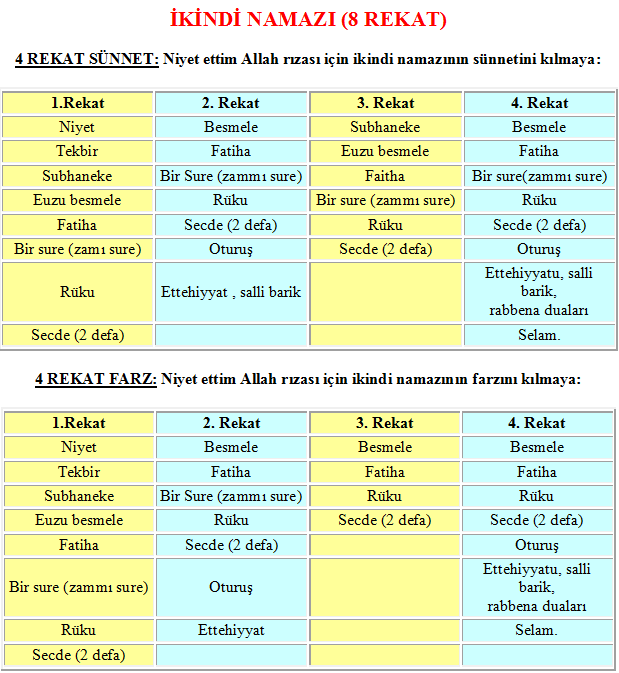 İKİNDİ NAMAZI (8 REKAT)
4 REKAT SÜNNET: Niyet ettim Allah rızası için ikindi namazının sünnetini kılmaya:
1.Rekat 2. Rekat 3. Rekat 4. Rekat
Niyet Besmele Subhaneke Besmele
Tekbir Fatiha Euzu besmele Fatiha
Subhaneke Bir Sure (zammı sure) Faitha Bir sure(zammı sure)
Euzu besmele Rüku Bir sure (zammı sure) Rüku
Fatiha Secde (2 defa) Rüku Secde (2 defa)
Bir sure (zamı sure) Oturuş Secde (2 defa) Oturuş
Rüku Ettehiyyat , salli barik Ettehiyyatu, salli
barik,
rabbena duaları
Secde (2 defa) Selam.
4 REKAT FARZ: Niyet ettim Allah rızası için ikindi namazının farzını kılmaya:
1.Rekat 2. Rekat 3. Rekat 4. Rekat
Niyet Besmele Besmele Besmele
Tekbir Fatiha Fatiha Fatiha
Subhaneke Bir Sure (zammı sure) Rüku Rüku
Euzu besmele Rüku Secde (2 defa) Secde (2 defa)
Fatiha Secde (2 defa) Oturuş
Bir sure (zammı sure) Oturuş Ettehiyyatu, salli
barik,
rabbena duaları
Rüku Ettehiyyat Selam.
Secde (2 defa)